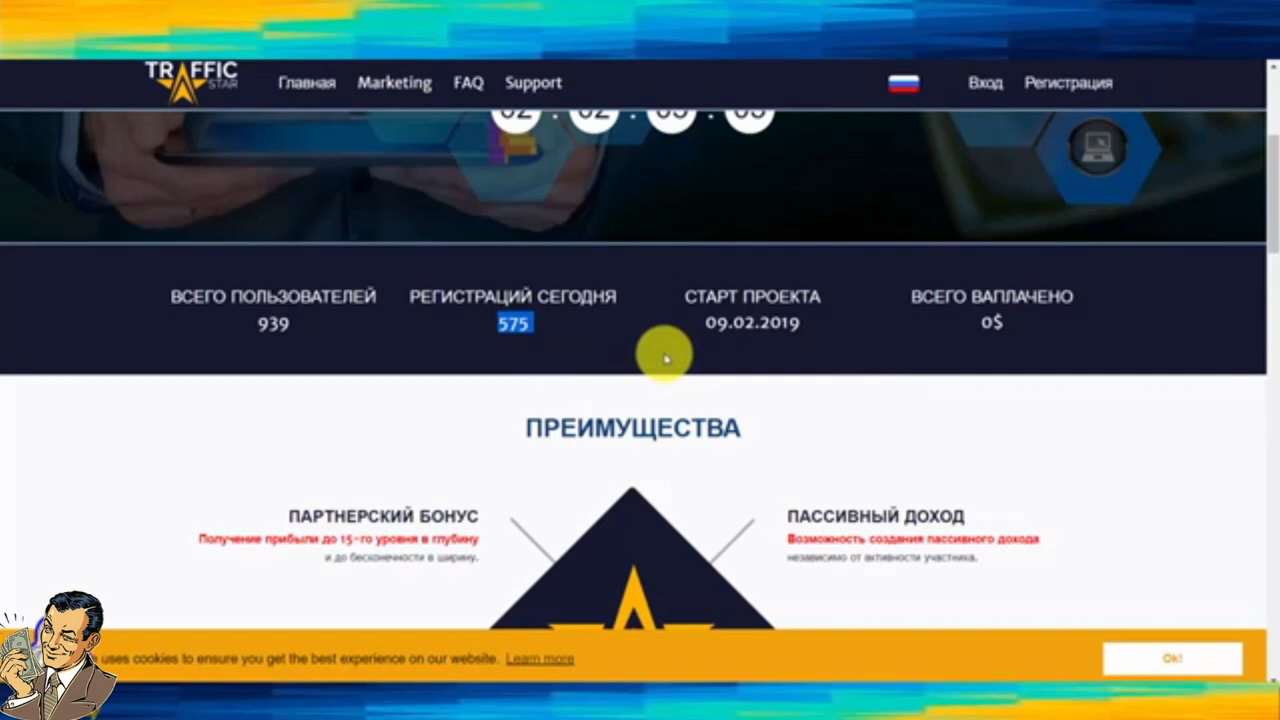 TRAFFIC
STAR
Главная Marketing FAQ Support
Вход Регистрация
ВСЕГО ПОЛЬЗОВАТЕЛЕЙ РЕГИСТРАЦИЙ СЕГОДНЯ СТАРТ ПРОЕКТА ВСЕГО ВАПЛАЧЕНО
939 575 09.02.2019 0$
ПРЕИМУЩЕСТВА
ПАРТНЕРСКИЙ БОНУС
Получение прибыли до 15-го уровня в глубину
и до бесконечности в ширину.
ПАССИВНЫЙ ДОХОД
Возможность создания пассивного дохода
независимо от активности участника.
uses cookies to ensure you get the best experience on our website. Learn more
Ok!